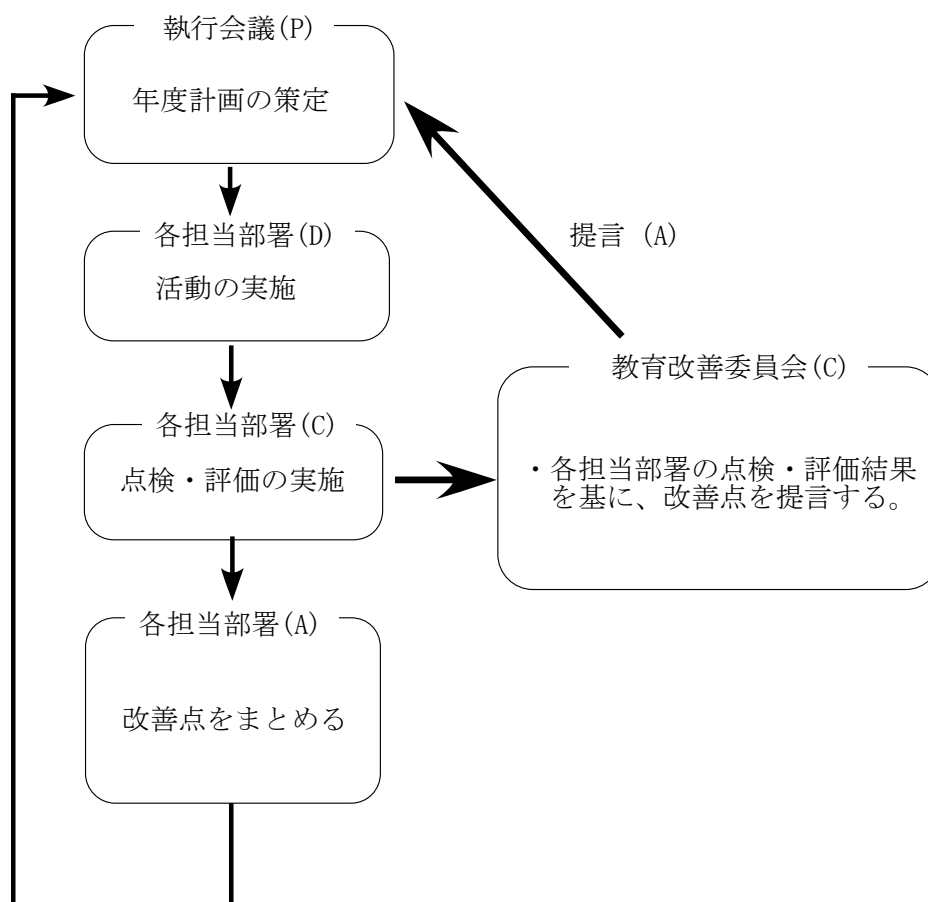 執行会議(P)
年度計画の策定
各担当部署(D)
活動の実施
提言 (A)
教育改善委員会(C)
・各担当部署の点検・評価結果
を基に、改善点を提言する。
各担当部署(C)
点検・評価の実施
各担当部署(A)
改善点をまとめる